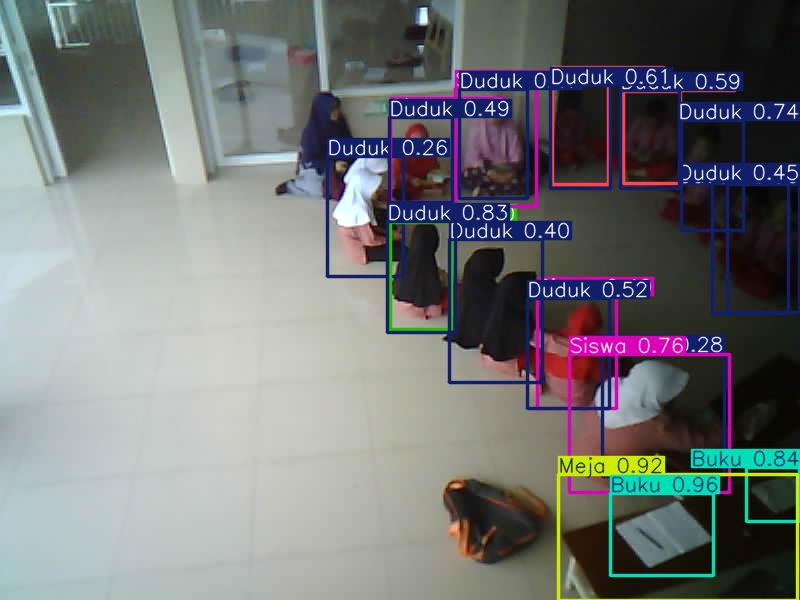 Duduk 0.61
Duduk 0.59
Duduk 0.49
Duduk 0.74
Duduk 0.26
Duduk 0.45
Duduk 0.83
Duduk 0.40
Duduk 0.52
Siswa 0.76
0.28
Buku 0.84
Meja 0.92
Buku 0.96